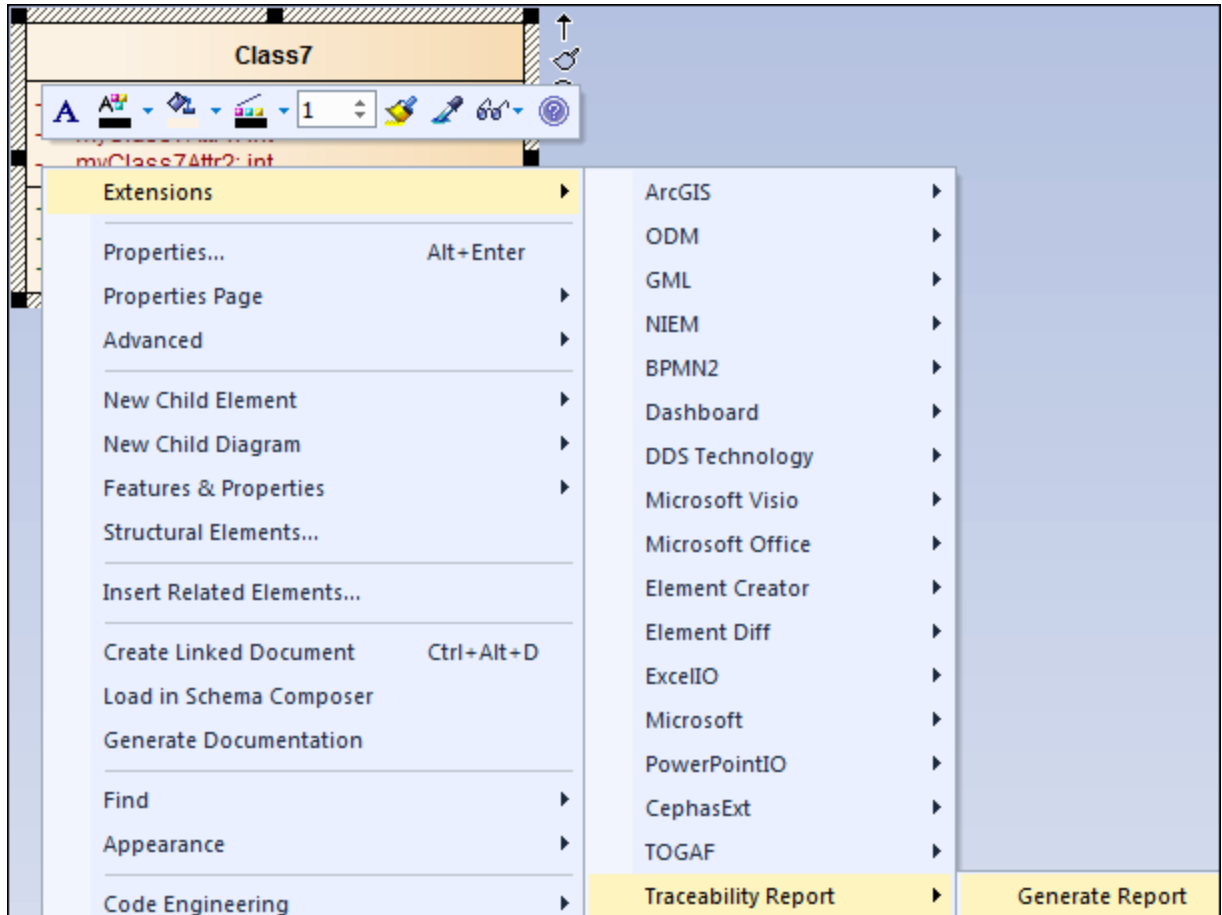 Class7
A A 1
myClass7Attr2: int
Extensions
Properties... Alt+Enter
Properties Page
Advanced
New Child Element
New Child Diagram
Features & Properties
Structural Elements...
Insert Related Elements...
Create Linked Document Ctrl+Alt+D
Load in Schema Composer
Generate Documentation
Find
Appearance
Code Engineering
ArcGIS
ODM
GML
NIEM
BPMN2
Dashboard
DDS Technology
Microsoft Visio
Microsoft Office
Element Creator
Element Diff
ExcelIO
Microsoft
PowerPointIO
CephasExt
TOGAF
Traceability Report
Generate Report